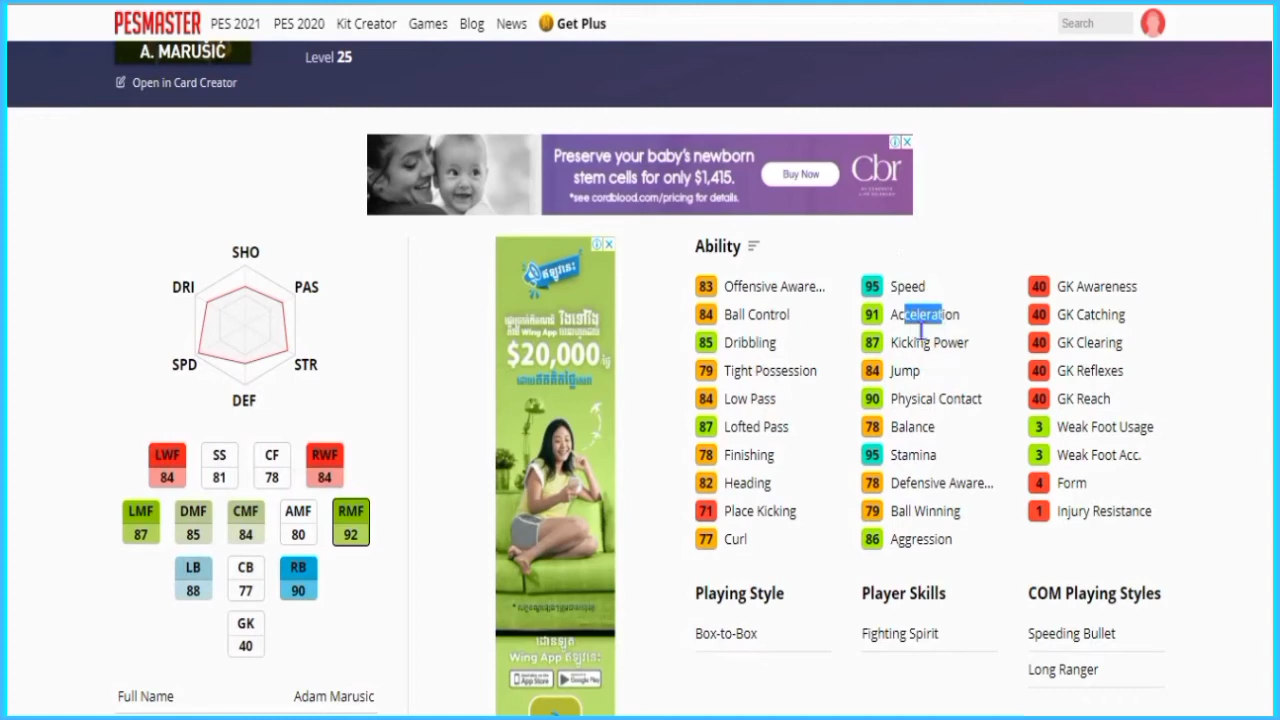 PESMASTER PES 2021 PES 2020 Kit Creator Games Blog News Get Plus Search
A. MARUŠIĆ
Level 25
Open in Card Creator
Preserve your baby's newborn
stem cells for only $1,415.
*see cordblood.com/pricing for details.
Buy Now
Cbr
SHO
DRI PAS
SPD STR
DEF
LWF SS CF RWF
84 81 78 84
LMF DMF CMF AMF RMF
87 85 84 80 92
LB CB RB
88 77 90
GK
40
Full Name Adam Marusic
$20,000
Wing App
App Store Google Play
Ability
83 Offensive Aware... 95 Speed 40 GK Awareness
84 Ball Control 91 Acceleration 40 GK Catching
85 Dribbling 87 Kicking Power 40 GK Clearing
79 Tight Possession 84 Jump 40 GK Reflexes
84 Low Pass 90 Physical Contact 40 GK Reach
87 Lofted Pass 78 Balance 3 Weak Foot Usage
78 Finishing 95 Stamina 3 Weak Foot Acc.
82 Heading 78 Defensive Aware... 4 Form
71 Place Kicking 79 Ball Winning 1 Injury Resistance
77 Curl 86 Aggression
Playing Style Player Skills COM Playing Styles
Box-to-Box Fighting Spirit Speeding Bullet
Long Ranger